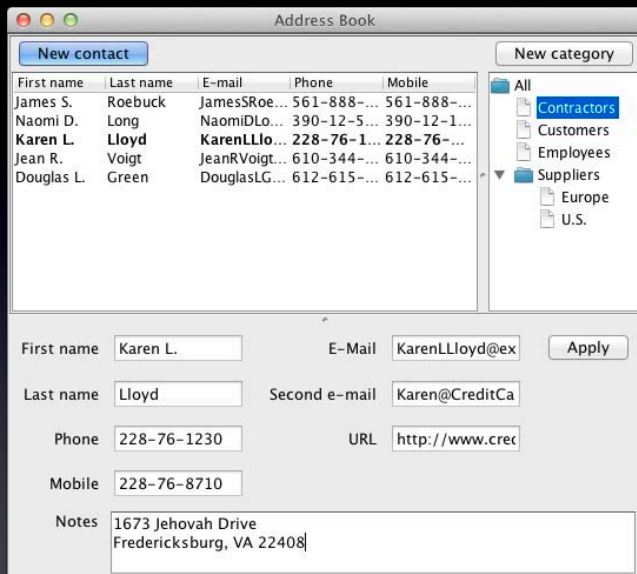 Address Book
New contact
New category
First name Last name E-mail Phone Mobile
James S. Roebuck JamesSRoe... 561-888-... 561-888-...
Naomi D. Long NaomiDLo... 390-12-5... 390-12-1...
Karen L. Lloyd KarenLLlo... 228-76-1... 228-76-...
Jean R. Voigt JeanRVoigt... 610-344-... 610-344-...
Douglas L. Green DouglasLG... 612-615-... 612-615-...
All
Contractors
Customers
Employees
Suppliers
Europe
U.S.
First name Karen L. E-Mail KarenLLloyd@ex Apply
Last name Lloyd Second e-mail Karen@CreditCa
Phone 228-76-1230 URL http://www.cred
Mobile 228-76-8710
Notes 1673 Jehovah Drive
Fredericksburg, VA 22408